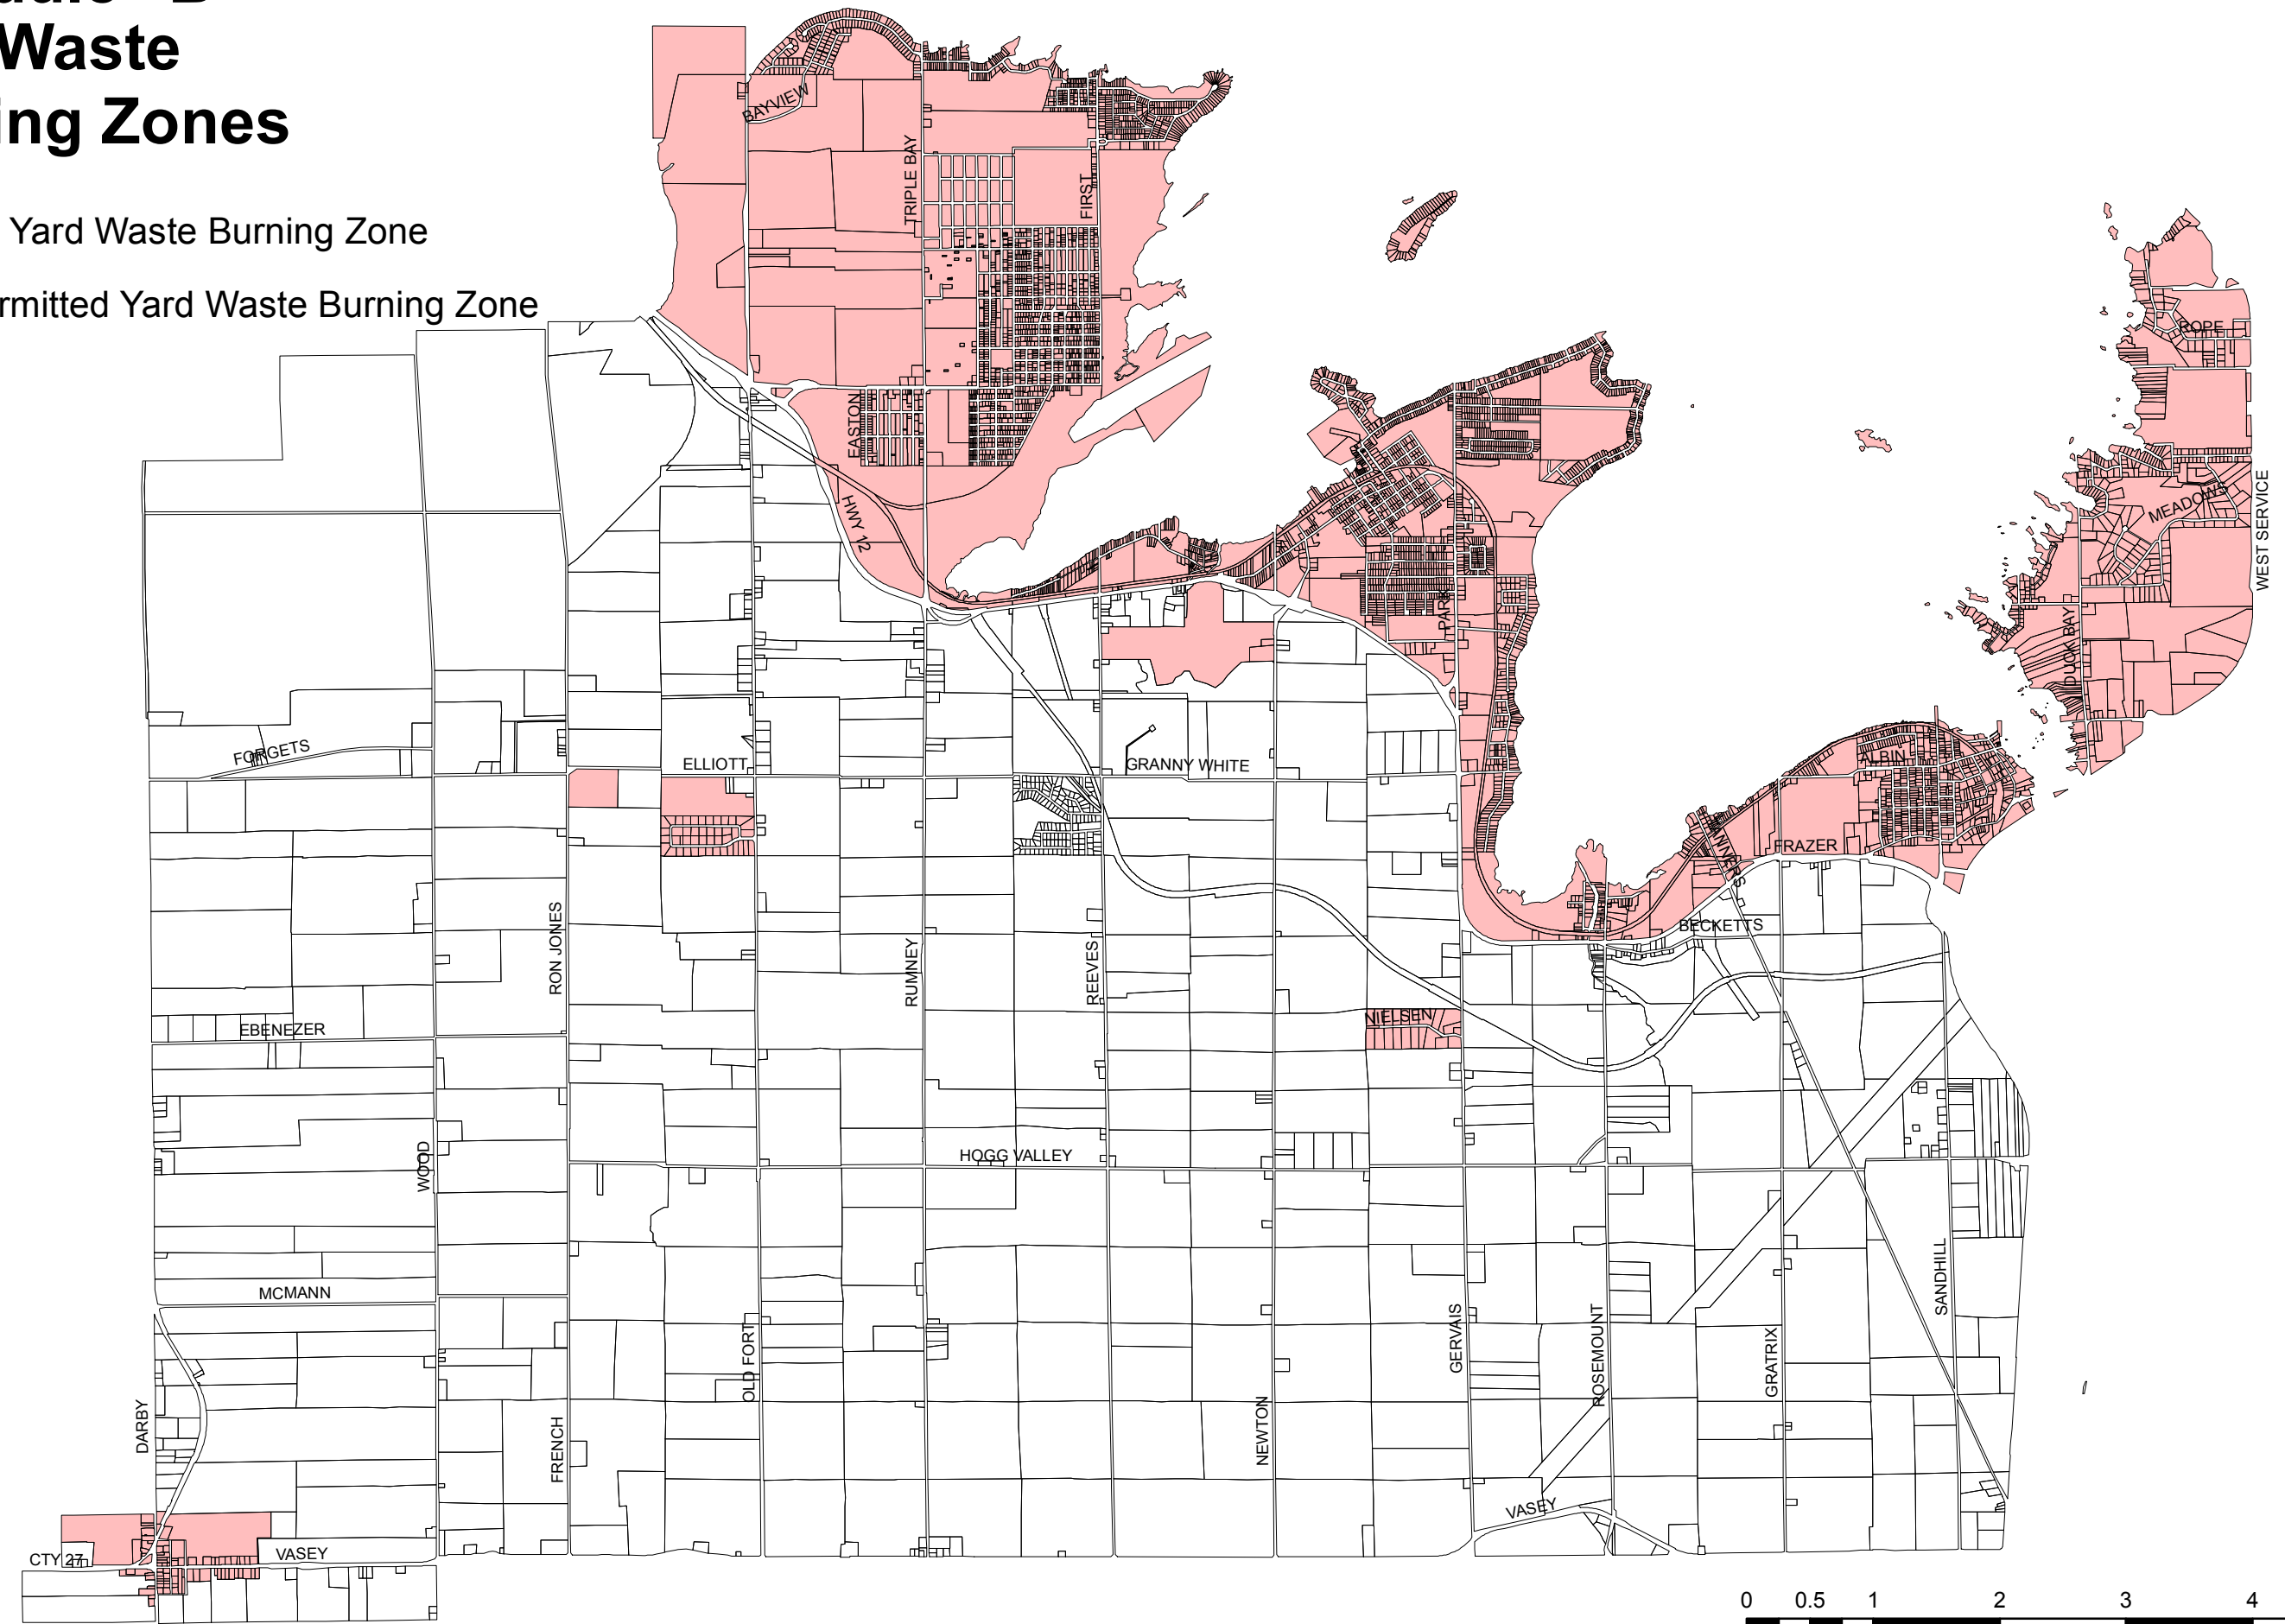 Waste
ing Zones
Yard Waste Burning Zone
rmitted Yard Waste Burning Zone
BAYVIEW
TRIPLE BAY
FIRST
ROPE
EASTON
HWY 12
MEADOWS
WEST SERVICE
PARK
DUCK BAY
FORGETS
ELLIOTT
GRANNY WHITE
ALBIN
FRAZER
BECKETTS
RON JONES
RUMNEY
REEVES
NIELSEN
EBENEZER
WOOD
HOGG VALLEY
MCMANN
SANDHILL
OLD FORT
GERVAIS
ROSEMOUNT
GRATRIX
DARBY
FRENCH
NEWTON
VASEY
CTY 27
VASEY
0 0.5 1 2 3 4